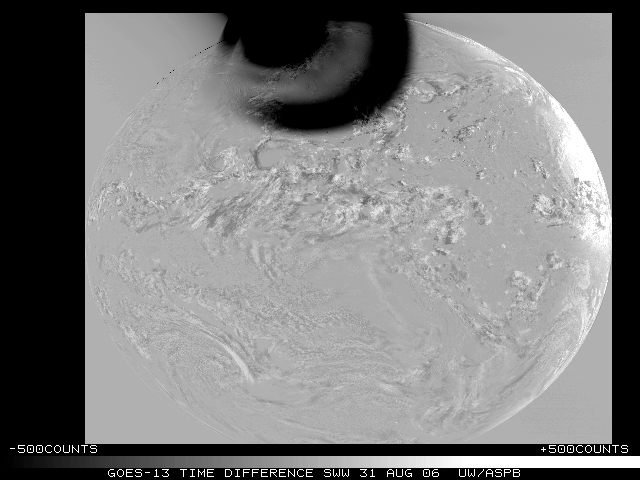 -500COUNTS +500COUNTS
GOES-13 TIME DIFFERENCE SWW 31 AUG 06 UW/ASPB